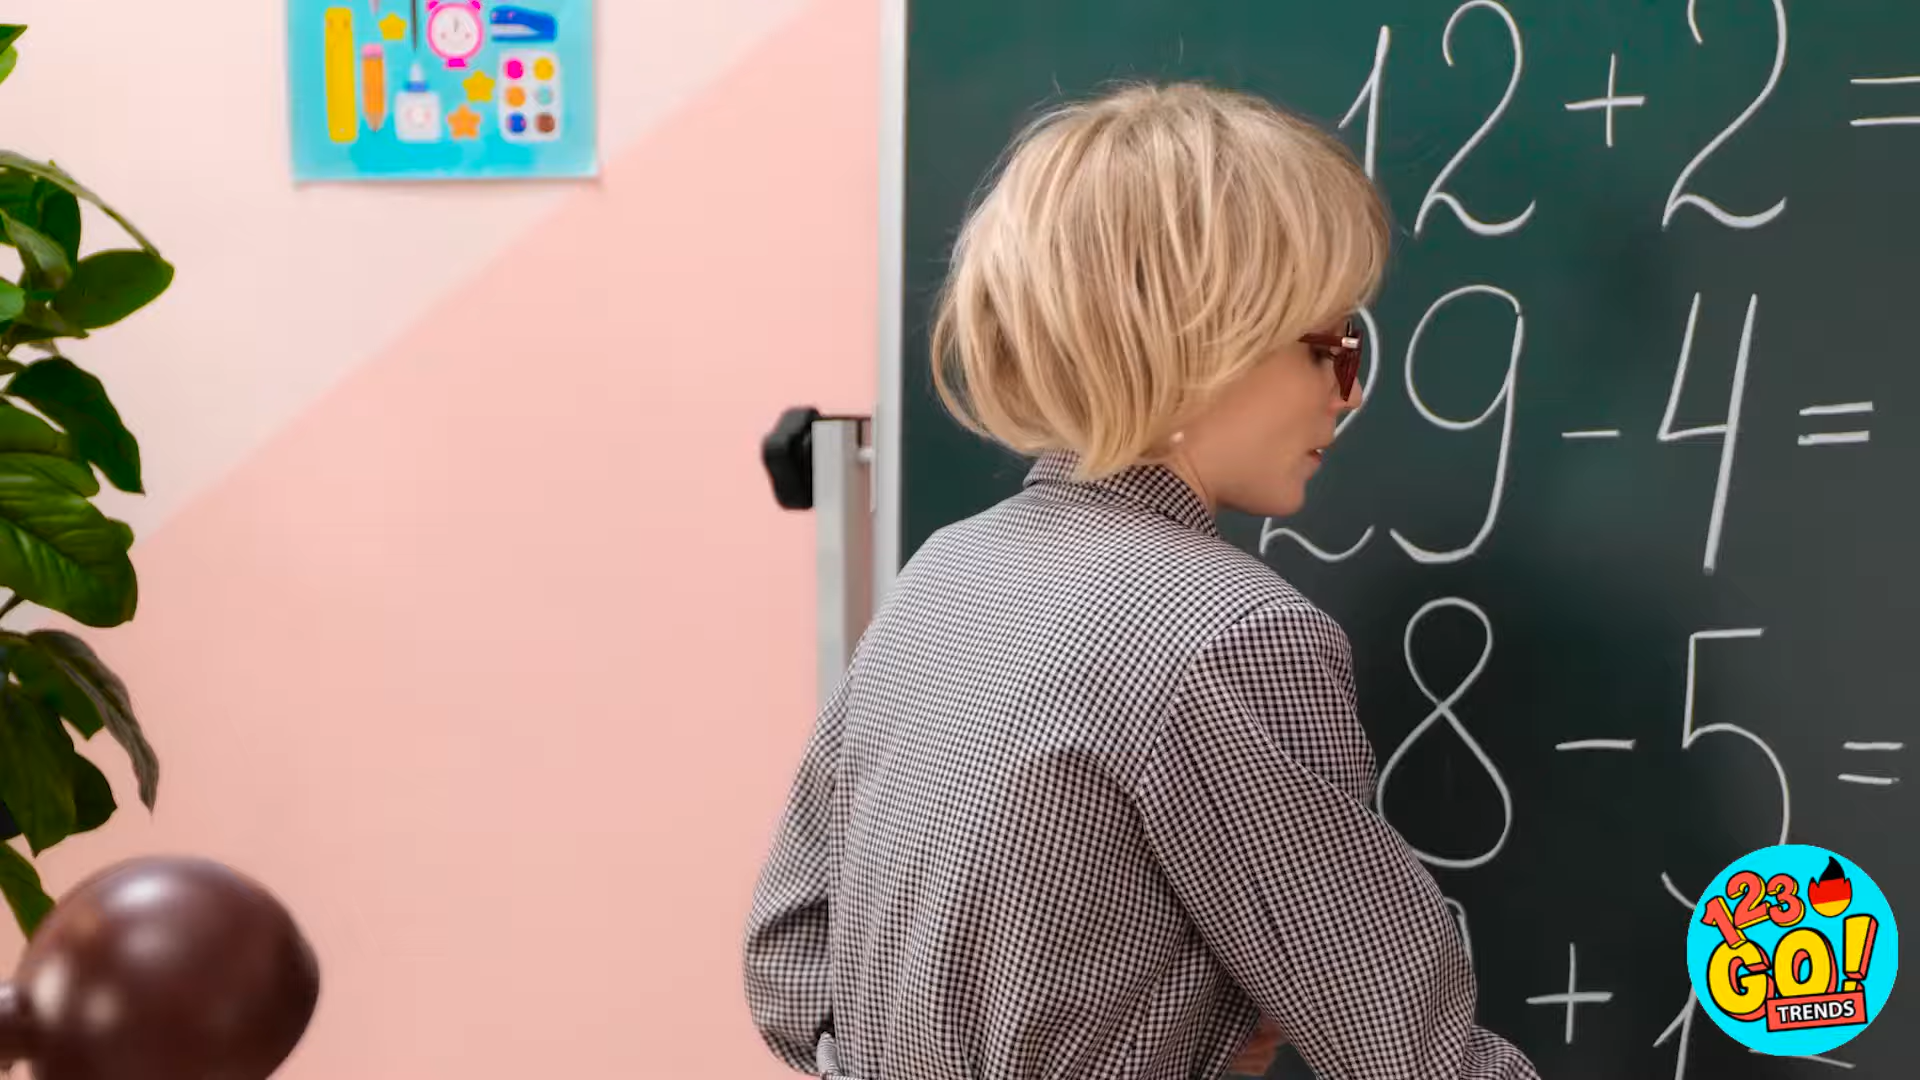 12 + 2 =
29 - 4 =
8 - 5 =
+
123
GO!
TRENDS